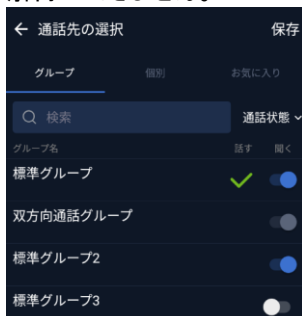 ← 通話先の選択 保存
グループ 個別 お気に入り
検索 通話状態
グループ名 話す 聞く
標準グループ
双方向通話グループ
標準グループ2
標準グループ3